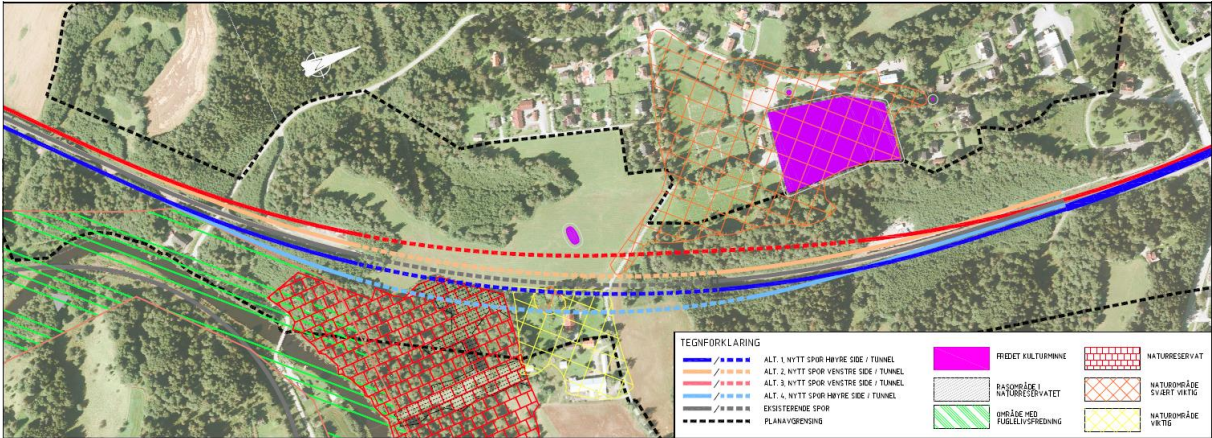 TEGNFORKLARING
ALT. 1, NYTT SPOR HØYRE SIDE / TUNNEL
ALT. 2, NYTT SPOR VENSTRE SIDE / TUNNEL
ALT. 3, NYTT SPOR VENSTRE SIDE / TUNNEL
ALT. 4, NYTT SPOR HØYRE SIDE / TUNNEL
EKSISTERENDE SPOR
PLANAVGRENSING
FREDET KULTURMINNE
RASOMRÅDE I
NATURRESERVATET
OMRÅDE MED
FUGLELIVSFREDNING
NATURRESERVAT
NATUROMRÅDE
SVÆRT VIKTIG
NATUROMRÅDE
VIKTIG